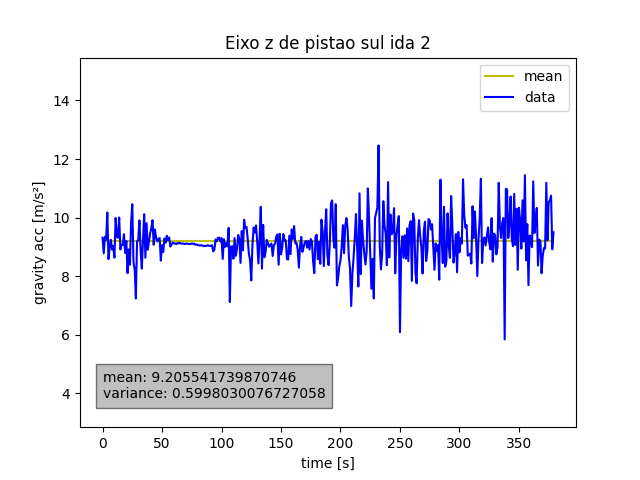 Eixo z de pistao sul ida 2
mean
data
14
12
10
8
6
4
gravity acc [m/s²]
mean: 9.205541739870746
variance: 0.5998030076727058
0 50 100 150 200 250 300 350
time [s]